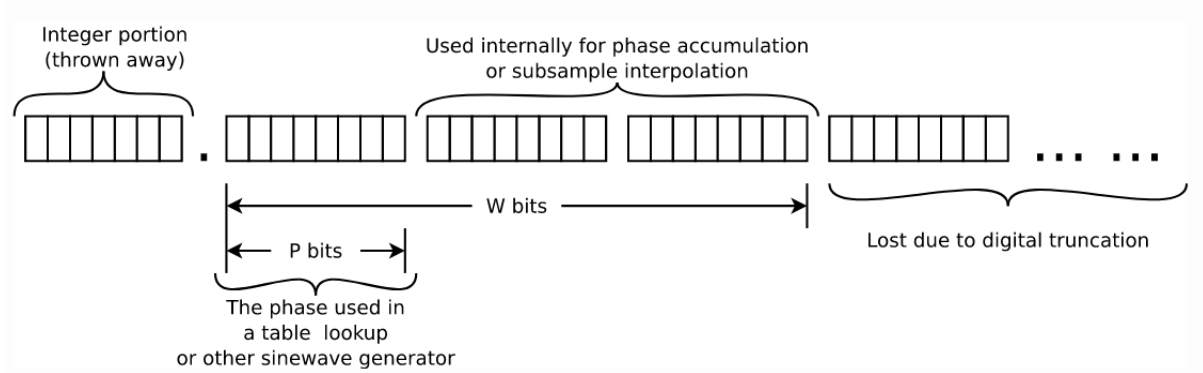 Integer portion
(thrown away)
Used internally for phase accumulation
or subsample interpolation
W bits
P bits
Lost due to digital truncation
The phase used in
a table lookup
or other sinewave generator